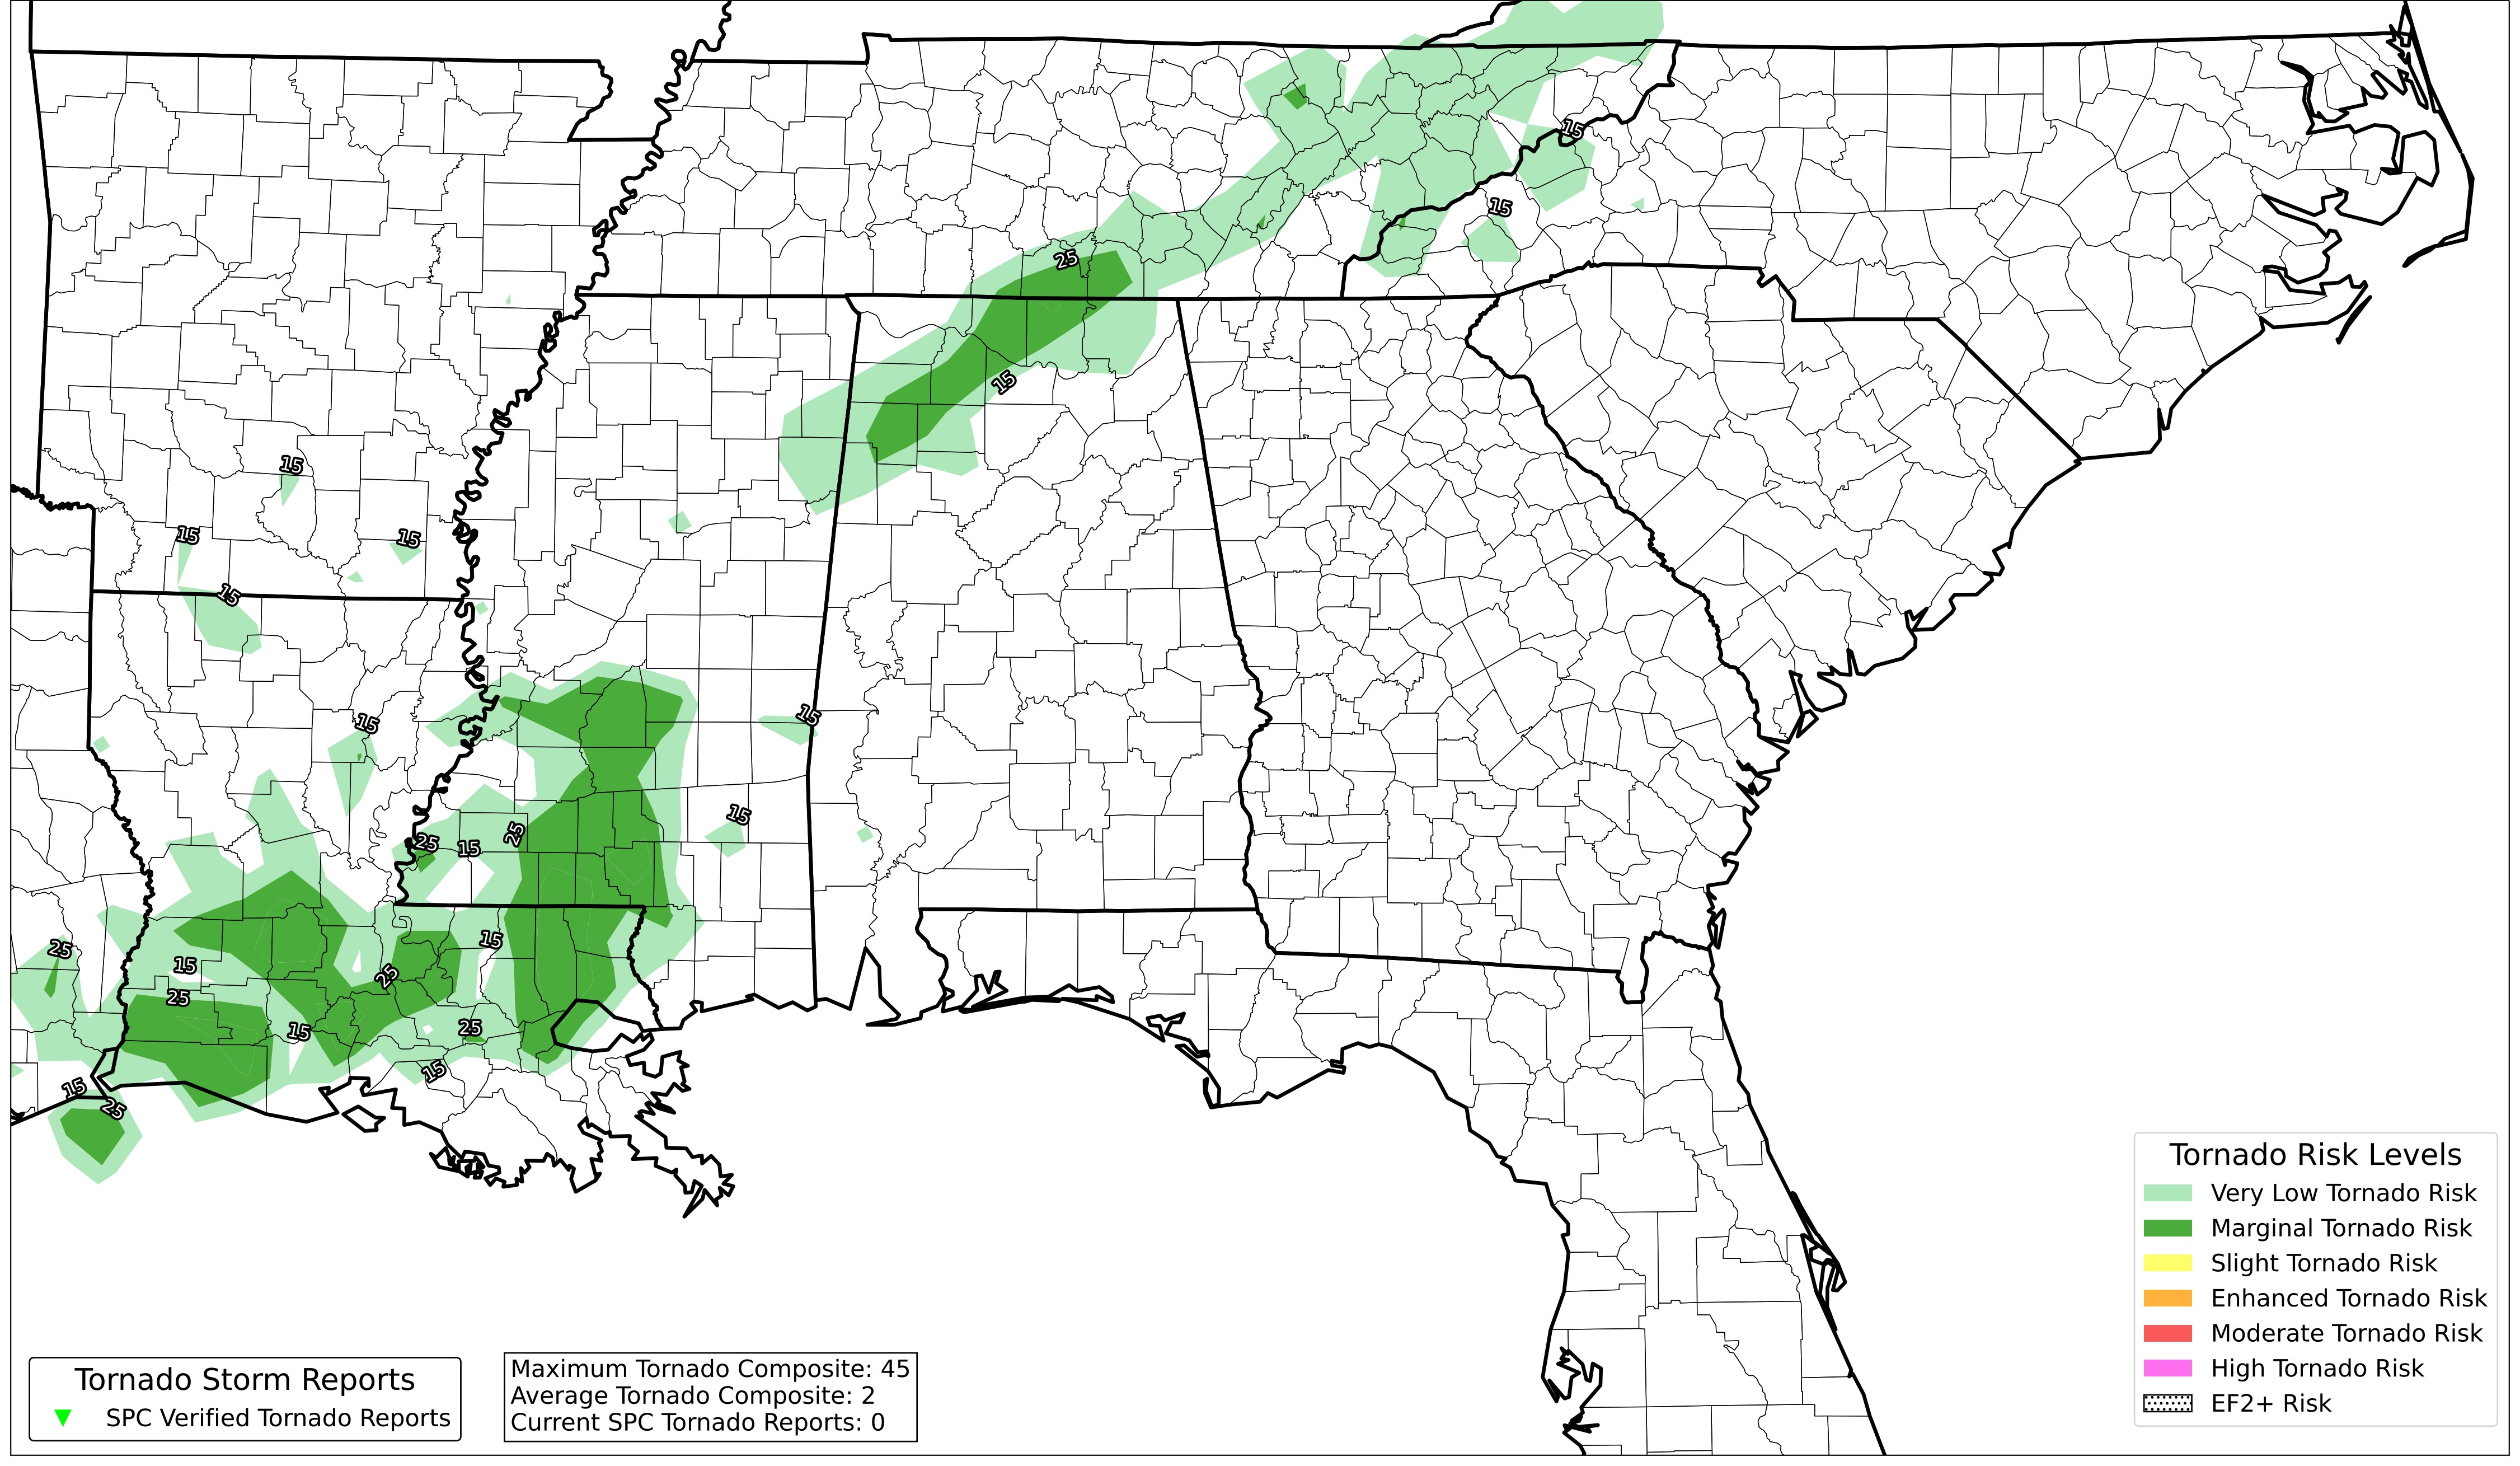 15
15
25
15
15
15
15
15
15
15
15
25
15
25
15
25
15
25
25
15
25
15
15
25
Tornado Risk Levels
Very Low Tornado Risk
Marginal Tornado Risk
Slight Tornado Risk
Enhanced Tornado Risk
Moderate Tornado Risk
High Tornado Risk
EF2+ Risk
Tornado Storm Reports
SPC Verified Tornado Reports
Maximum Tornado Composite: 45
Average Tornado Composite: 2
Current SPC Tornado Reports: 0